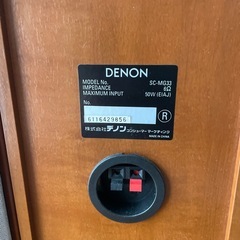 DENON
MODEL No. SC-MG33
IMPEDANCE 6Ω
MAXIMUM INPUT 50W (EIAJ)
No.
6116429856
R
株式会社デノン コンシューマー マーケティング
MADE IN CHINA